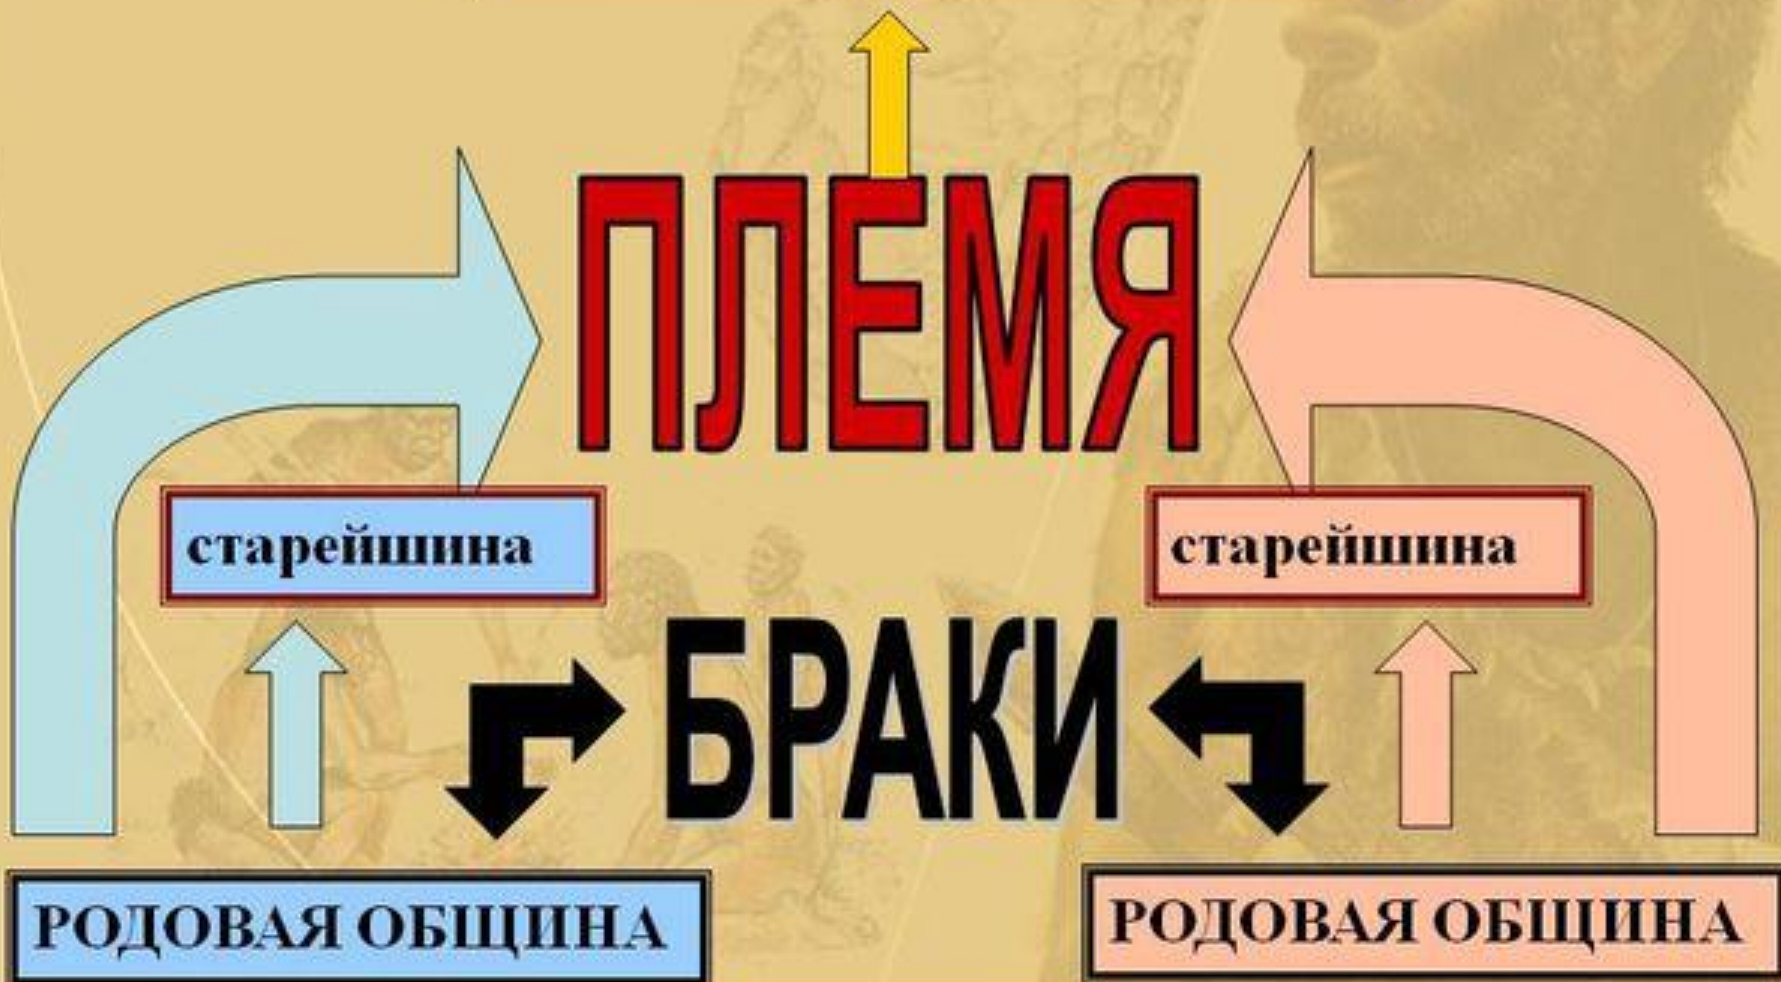 ПЛЕМЯ
старейшина
старейшина
БРАКИ
РОДОВАЯ ОБЩИНА
РОДОВАЯ ОБЩИНА